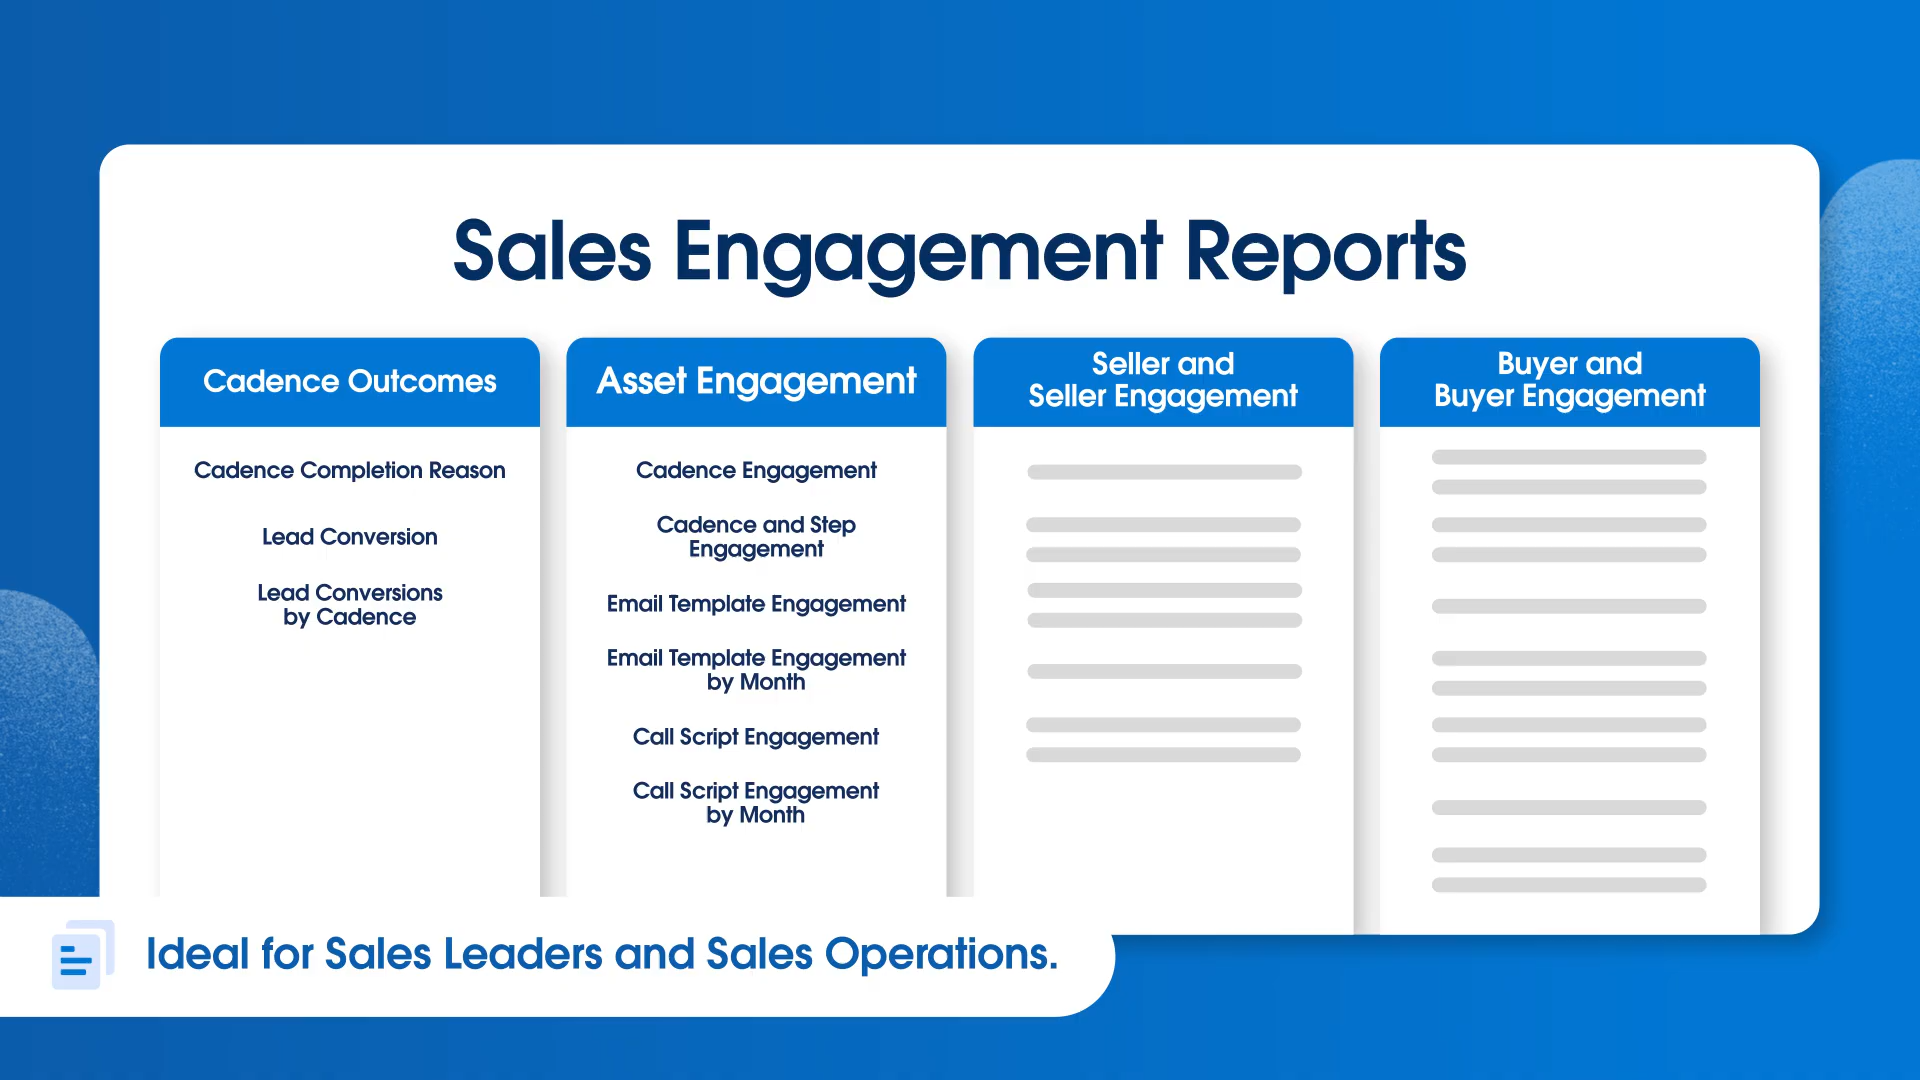 Sales Engagement Reports
Cadence Outcomes
Cadence Completion Reason
Lead Conversion
Lead Conversions
by Cadence
Asset Engagement
Cadence Engagement
Cadence and Step
Engagement
Email Template Engagement
Email Template Engagement
by Month
Call Script Engagement
Call Script Engagement
by Month
Seller and
Seller Engagement
Buyer and
Buyer Engagement
Ideal for Sales Leaders and Sales Operations.